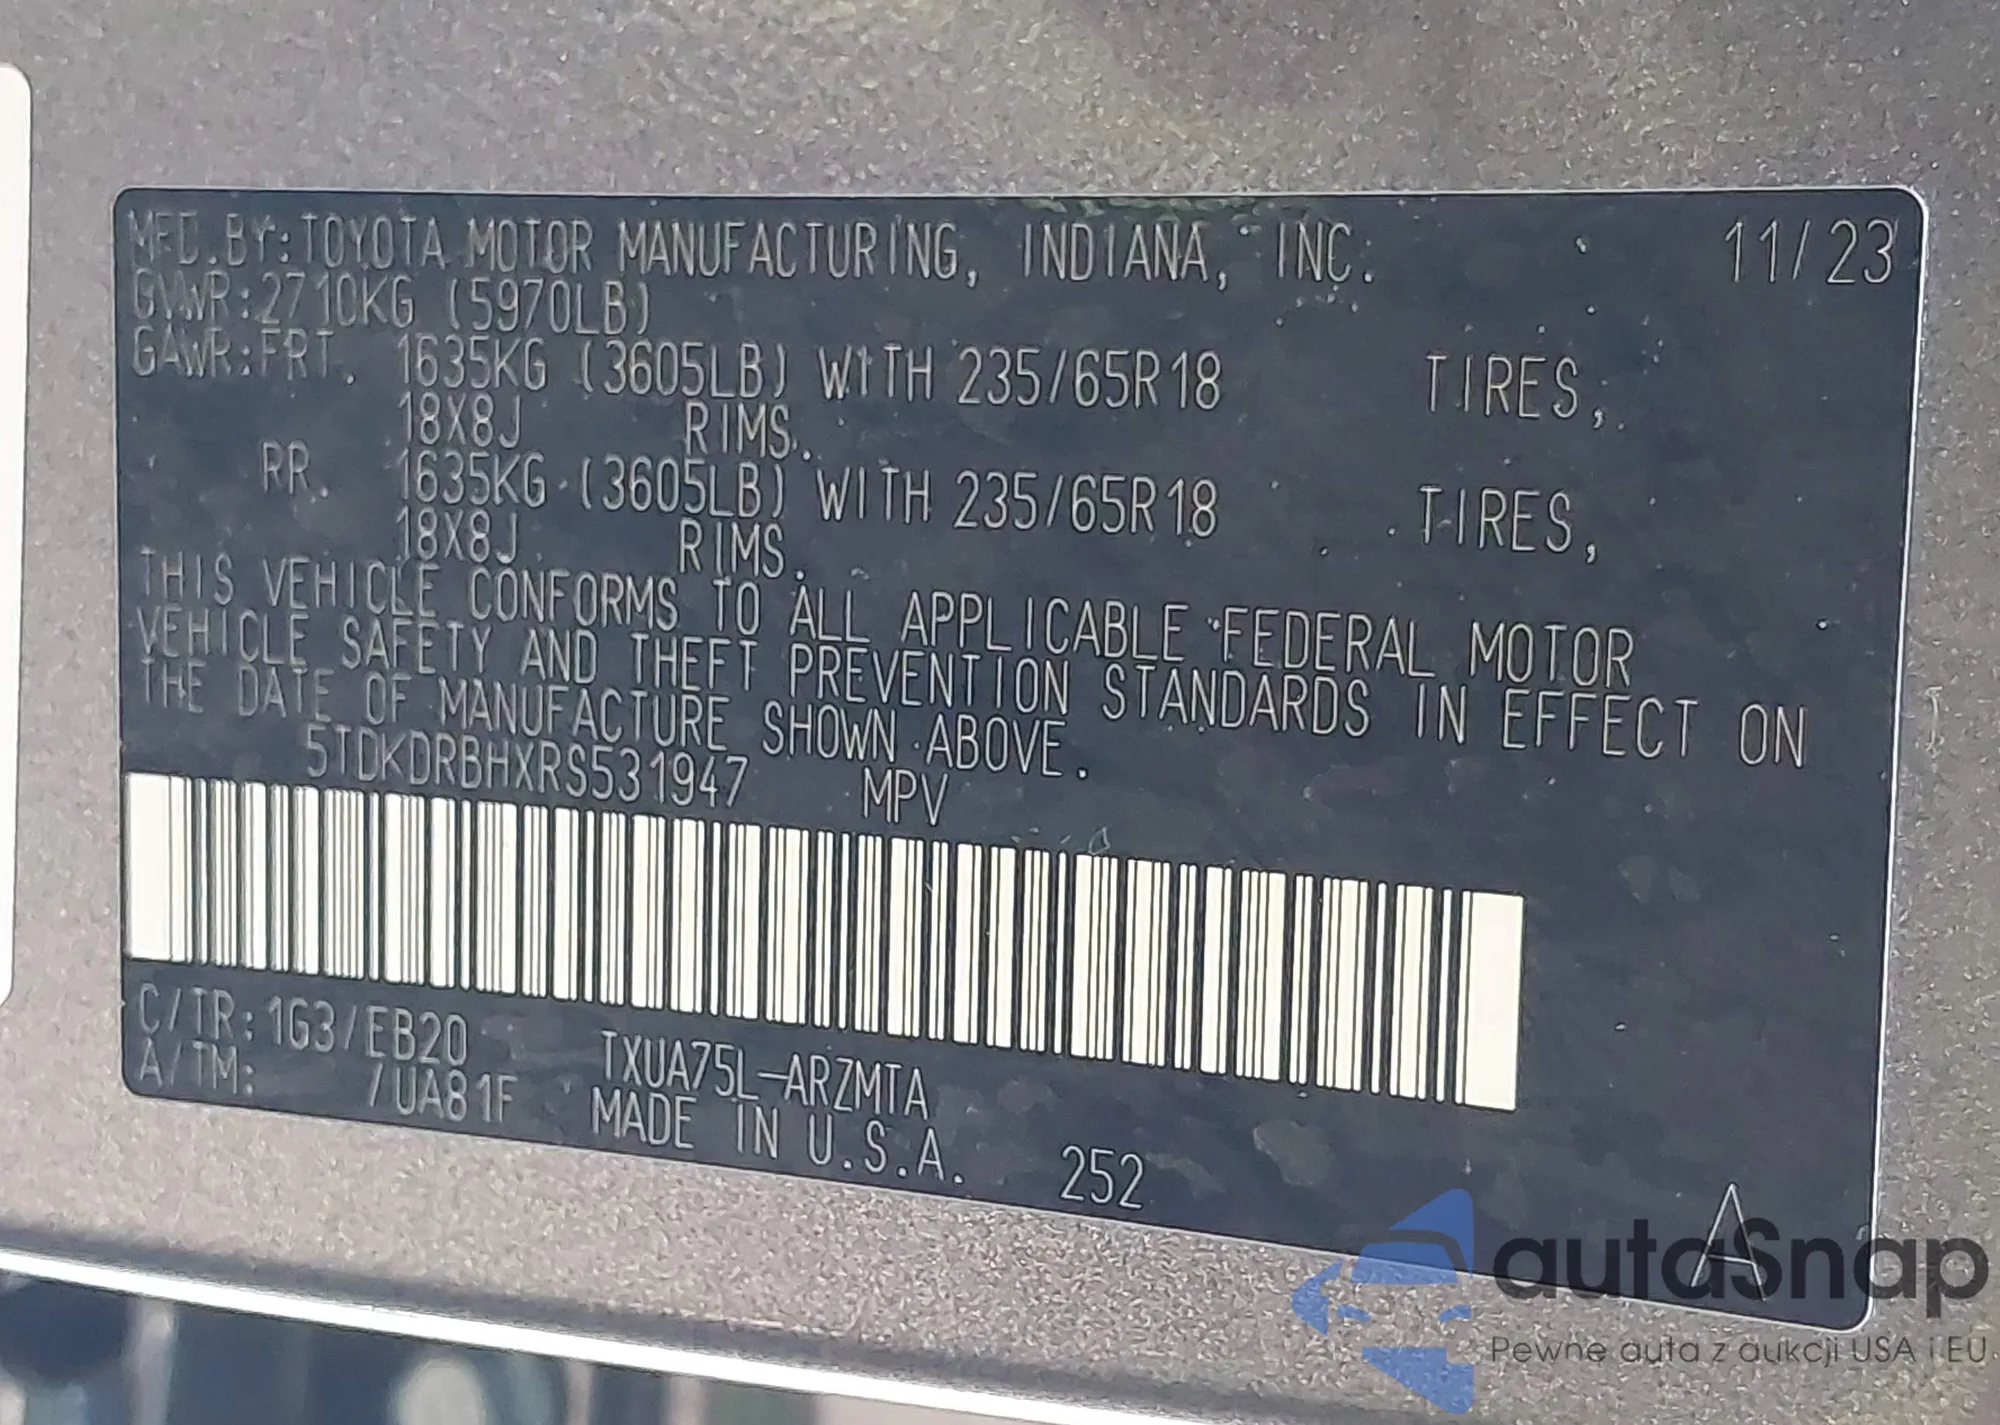 MFD. BY: TOYOTA MOTOR MANUFACTURING, INDIANA, INC. 11/23
GVWR: 2710KG (5970LB)
GAWR: FRT. 1635KG (3605LB) WITH 235/65R18 TIRES,
18X8J RIMS.
RR. 1635KG (3605LB) WITH 235/65R18 TIRES,
18X8J RIMS.
THIS VEHICLE CONFORMS TO ALL APPLICABLE FEDERAL MOTOR
VEHICLE SAFETY AND THEFT PREVENTION STANDARDS IN EFFECT ON
THE DATE OF MANUFACTURE SHOWN ABOVE.
5TDKDRBHXRS531947 MPV
C/TR: 1G3/EB20 TXUA75L-ARZMTA
A/TM: /UA81F MADE IN U.S.A. 252
A
autoSnap
Pewne auta z aukcji USA i EU